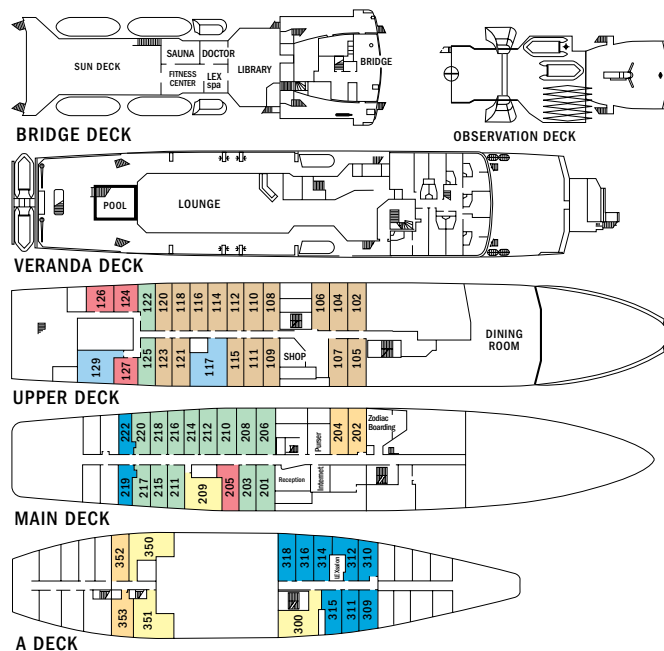 SUN DECK
SAUNA
DOCTOR
FITNESS
CENTER
LEX
spa
LIBRARY
BRIDGE
BRIDGE DECK
OBSERVATION DECK
POOL
LOUNGE
VERANDA DECK
126
124
122
120
118
116
114
112
110
108
106
104
102
129
127
125
123
121
117
115
111
109
SHOP
107
105
DINING
ROOM
UPPER DECK
222
220
218
216
214
212
210
208
206
Purser
204
202
Zodiac
Boarding
219
217
215
211
209
205
203
201
Reception
Internet
MAIN DECK
352
350
318
316
314
LEXsalon
312
310
353
351
300
315
311
309
A DECK